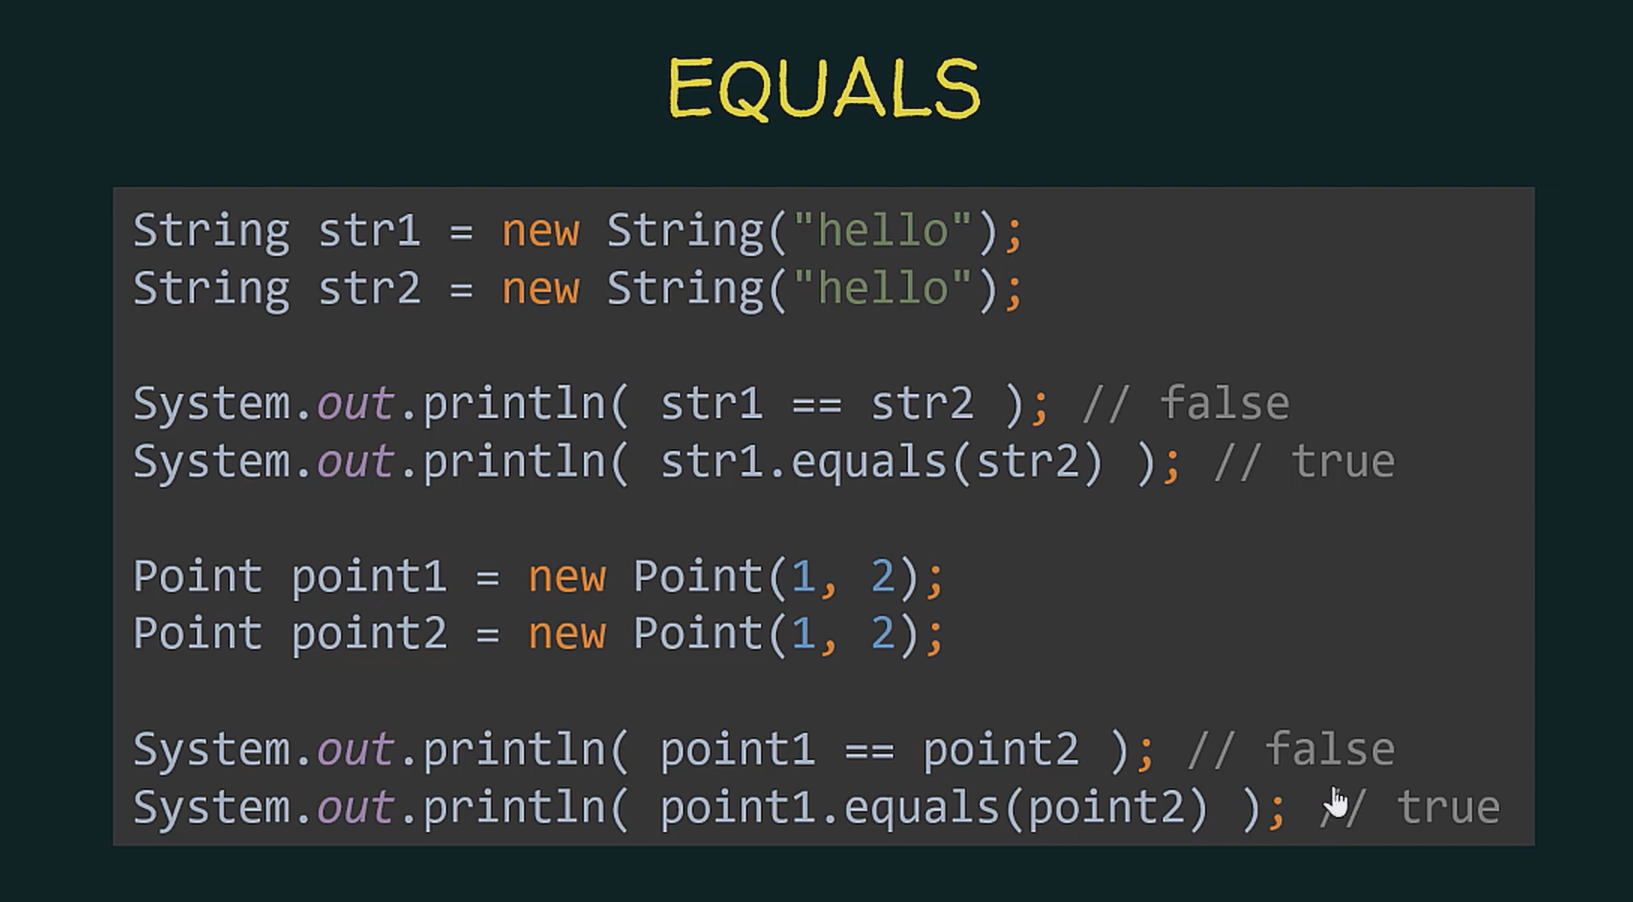 EQUALS
String str1 = new String("hello");
String str2 = new String("hello");
System.out.println( str1 == str2 ); // false
System.out.println( str1.equals(str2) ); // true
Point point1 = new Point(1, 2);
Point point2 = new Point(1, 2);
System.out.println( point1 == point2 ); // false
System.out.println( point1.equals(point2) ); // true